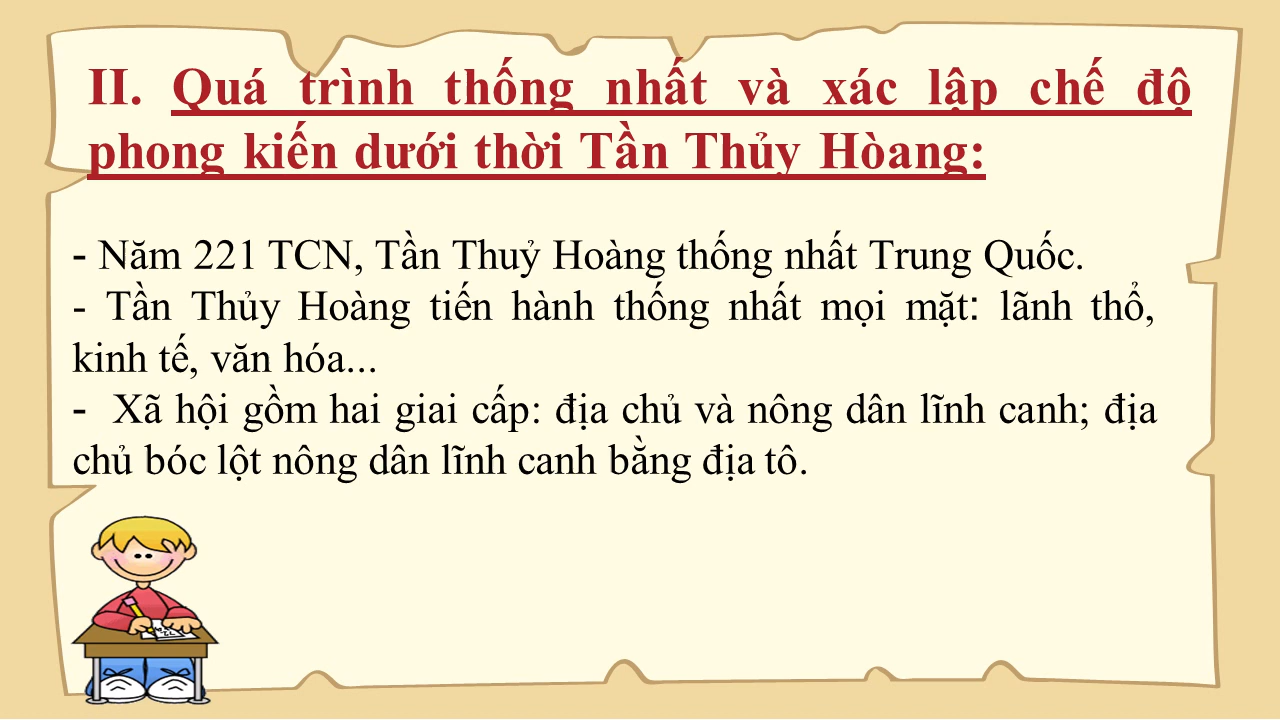 II. Quá trình thống nhất và xác lập chế độ
phong kiến dưới thời Tần Thủy Hòang:
- Năm 221 TCN, Tần Thuỷ Hoàng thống nhất Trung Quốc.
- Tần Thủy Hoàng tiến hành thống nhất mọi mặt: lãnh thổ,
kinh tế, văn hóa...
- Xã hội gồm hai giai cấp: địa chủ và nông dân lĩnh canh; địa
chủ bóc lột nông dân lĩnh canh bằng địa tô.